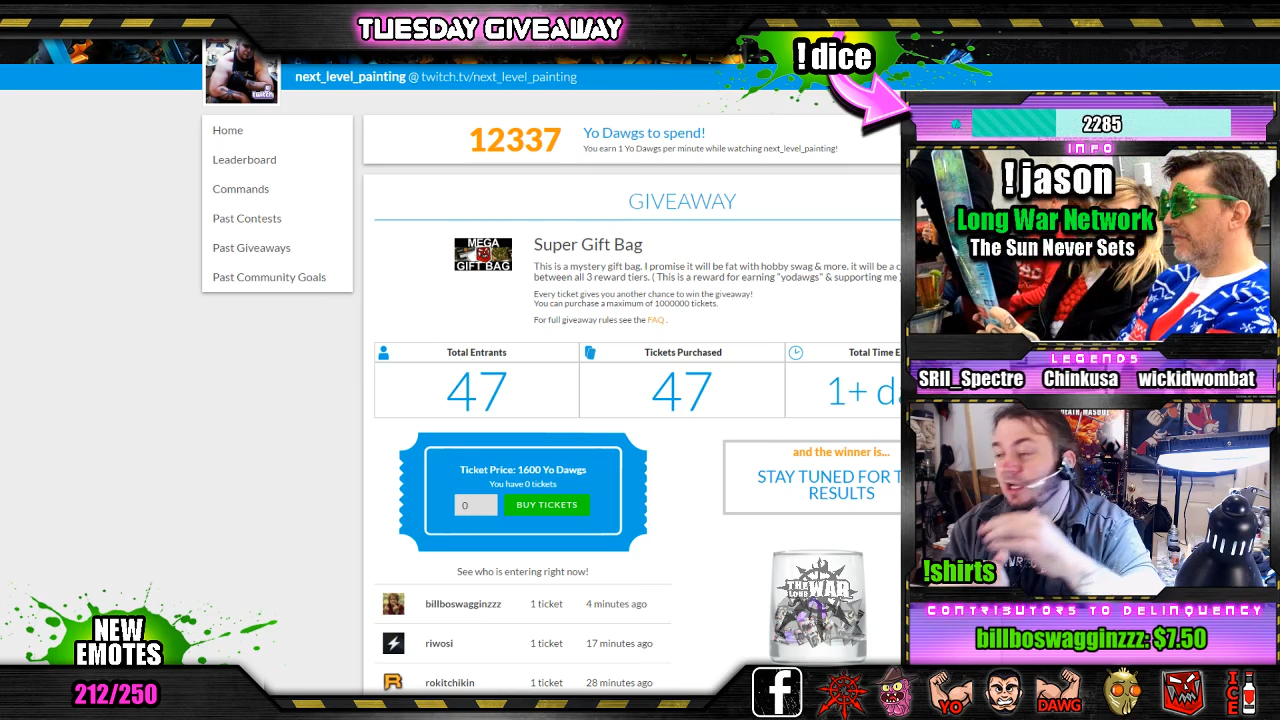 TUESDAY GIVEAWAY
!dice
next_level_painting @ twitch.tv/next_level_painting
twitch
Home
Leaderboard
Commands
Past Contests
Past Giveaways
Past Community Goals
12337
Yo Dawgs to spend!
You earn 1 Yo Dawgs per minute while watching next_level_painting!
GIVEAWAY
MEGA
GIFT BAG
Super Gift Bag
This is a mystery gift bag. I promise it will be fat with hobby swag & more. it will be a c
between all 3 reward tiers. ( This is a reward for earning "yodawgs" & supporting me
Every ticket gives you another chance to win the giveaway!
You can purchase a maximum of 1000000 tickets.
For full giveaway rules see the FAQ .
Total Entrants
Tickets Purchased
Total Time E
47
47
1+ d
Ticket Price: 1600 Yo Dawgs
You have 0 tickets
0
BUY TICKETS
and the winner is...
STAY TUNED FOR T
RESULTS
See who is entering right now!
billboswagginzzz 1 ticket 4 minutes ago
riwosi 1 ticket 17 minutes ago
rokitchikin 1 ticket 28 minutes ago
THE LONG WAR
2285
INFO
!jason
Long War Network
The Sun Never Sets
LEGENDS
SRII_Spectre Chinkusa wickidwombat
!shirts
CONTRIBUTORS TO DELINQUENCY
billboswagginzzz: $7.50
NEW
EMOTES
212/250
f
YO
DAWG
ICE